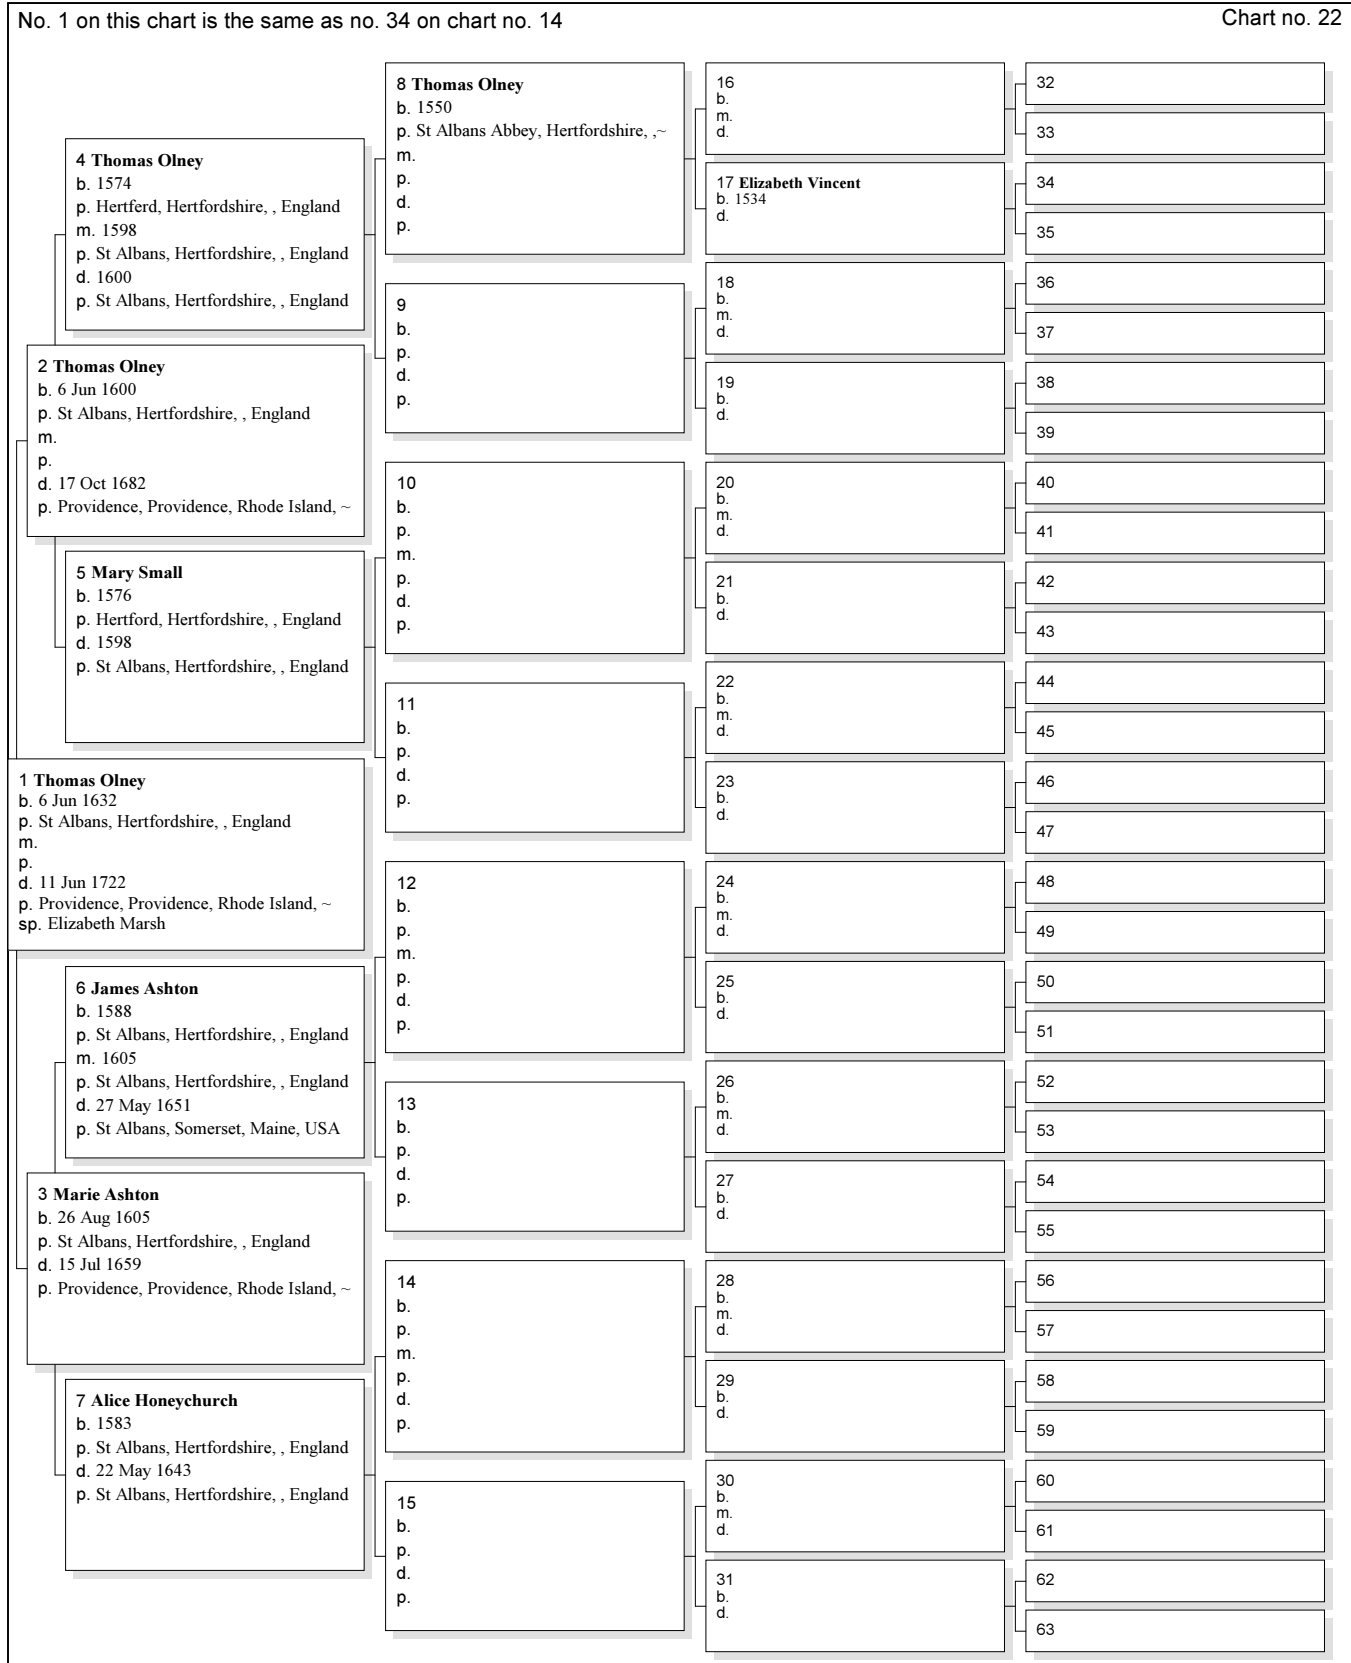 No. 1 on this chart is the same as no. 34 on chart no. 14
Chart no. 22
1 Thomas Olney
b. 6 Jun 1632
p. St Albans, Hertfordshire, , England
m.
p.
d. 11 Jun 1722
p. Providence, Providence, Rhode Island, ~
sp. Elizabeth Marsh
2 Thomas Olney
b. 6 Jun 1600
p. St Albans, Hertfordshire, , England
m.
p.
d. 17 Oct 1682
p. Providence, Providence, Rhode Island, ~
3 Marie Ashton
b. 26 Aug 1605
p. St Albans, Hertfordshire, , England
d. 15 Jul 1659
p. Providence, Providence, Rhode Island, ~
4 Thomas Olney
b. 1574
p. Hertferd, Hertfordshire, , England
m. 1598
p. St Albans, Hertfordshire, , England
d. 1600
p. St Albans, Hertfordshire, , England
5 Mary Small
b. 1576
p. Hertford, Hertfordshire, , England
d. 1598
p. St Albans, Hertfordshire, , England
6 James Ashton
b. 1588
p. St Albans, Hertfordshire, , England
m. 1605
p. St Albans, Hertfordshire, , England
d. 27 May 1651
p. St Albans, Somerset, Maine, USA
7 Alice Honeychurch
b. 1583
p. St Albans, Hertfordshire, , England
d. 22 May 1643
p. St Albans, Hertfordshire, , England
8 Thomas Olney
b. 1550
p. St Albans Abbey, Hertfordshire, ,~
m.
p.
d.
p.
9
b.
p.
d.
p.
10
b.
p.
m.
p.
d.
p.
11
b.
p.
d.
p.
12
b.
p.
m.
p.
d.
p.
13
b.
p.
d.
p.
14
b.
p.
m.
p.
d.
p.
15
b.
p.
d.
p.
16
b.
m.
d.
17 Elizabeth Vincent
b. 1534
d.
18
b.
m.
d.
19
b.
d.
20
b.
m.
d.
21
b.
d.
22
b.
m.
d.
23
b.
d.
24
b.
m.
d.
25
b.
d.
26
b.
m.
d.
27
b.
d.
28
b.
m.
d.
29
b.
d.
30
b.
m.
d.
31
b.
d.
32
33
34
35
36
37
38
39
40
41
42
43
44
45
46
47
48
49
50
51
52
53
54
55
56
57
58
59
60
61
62
63